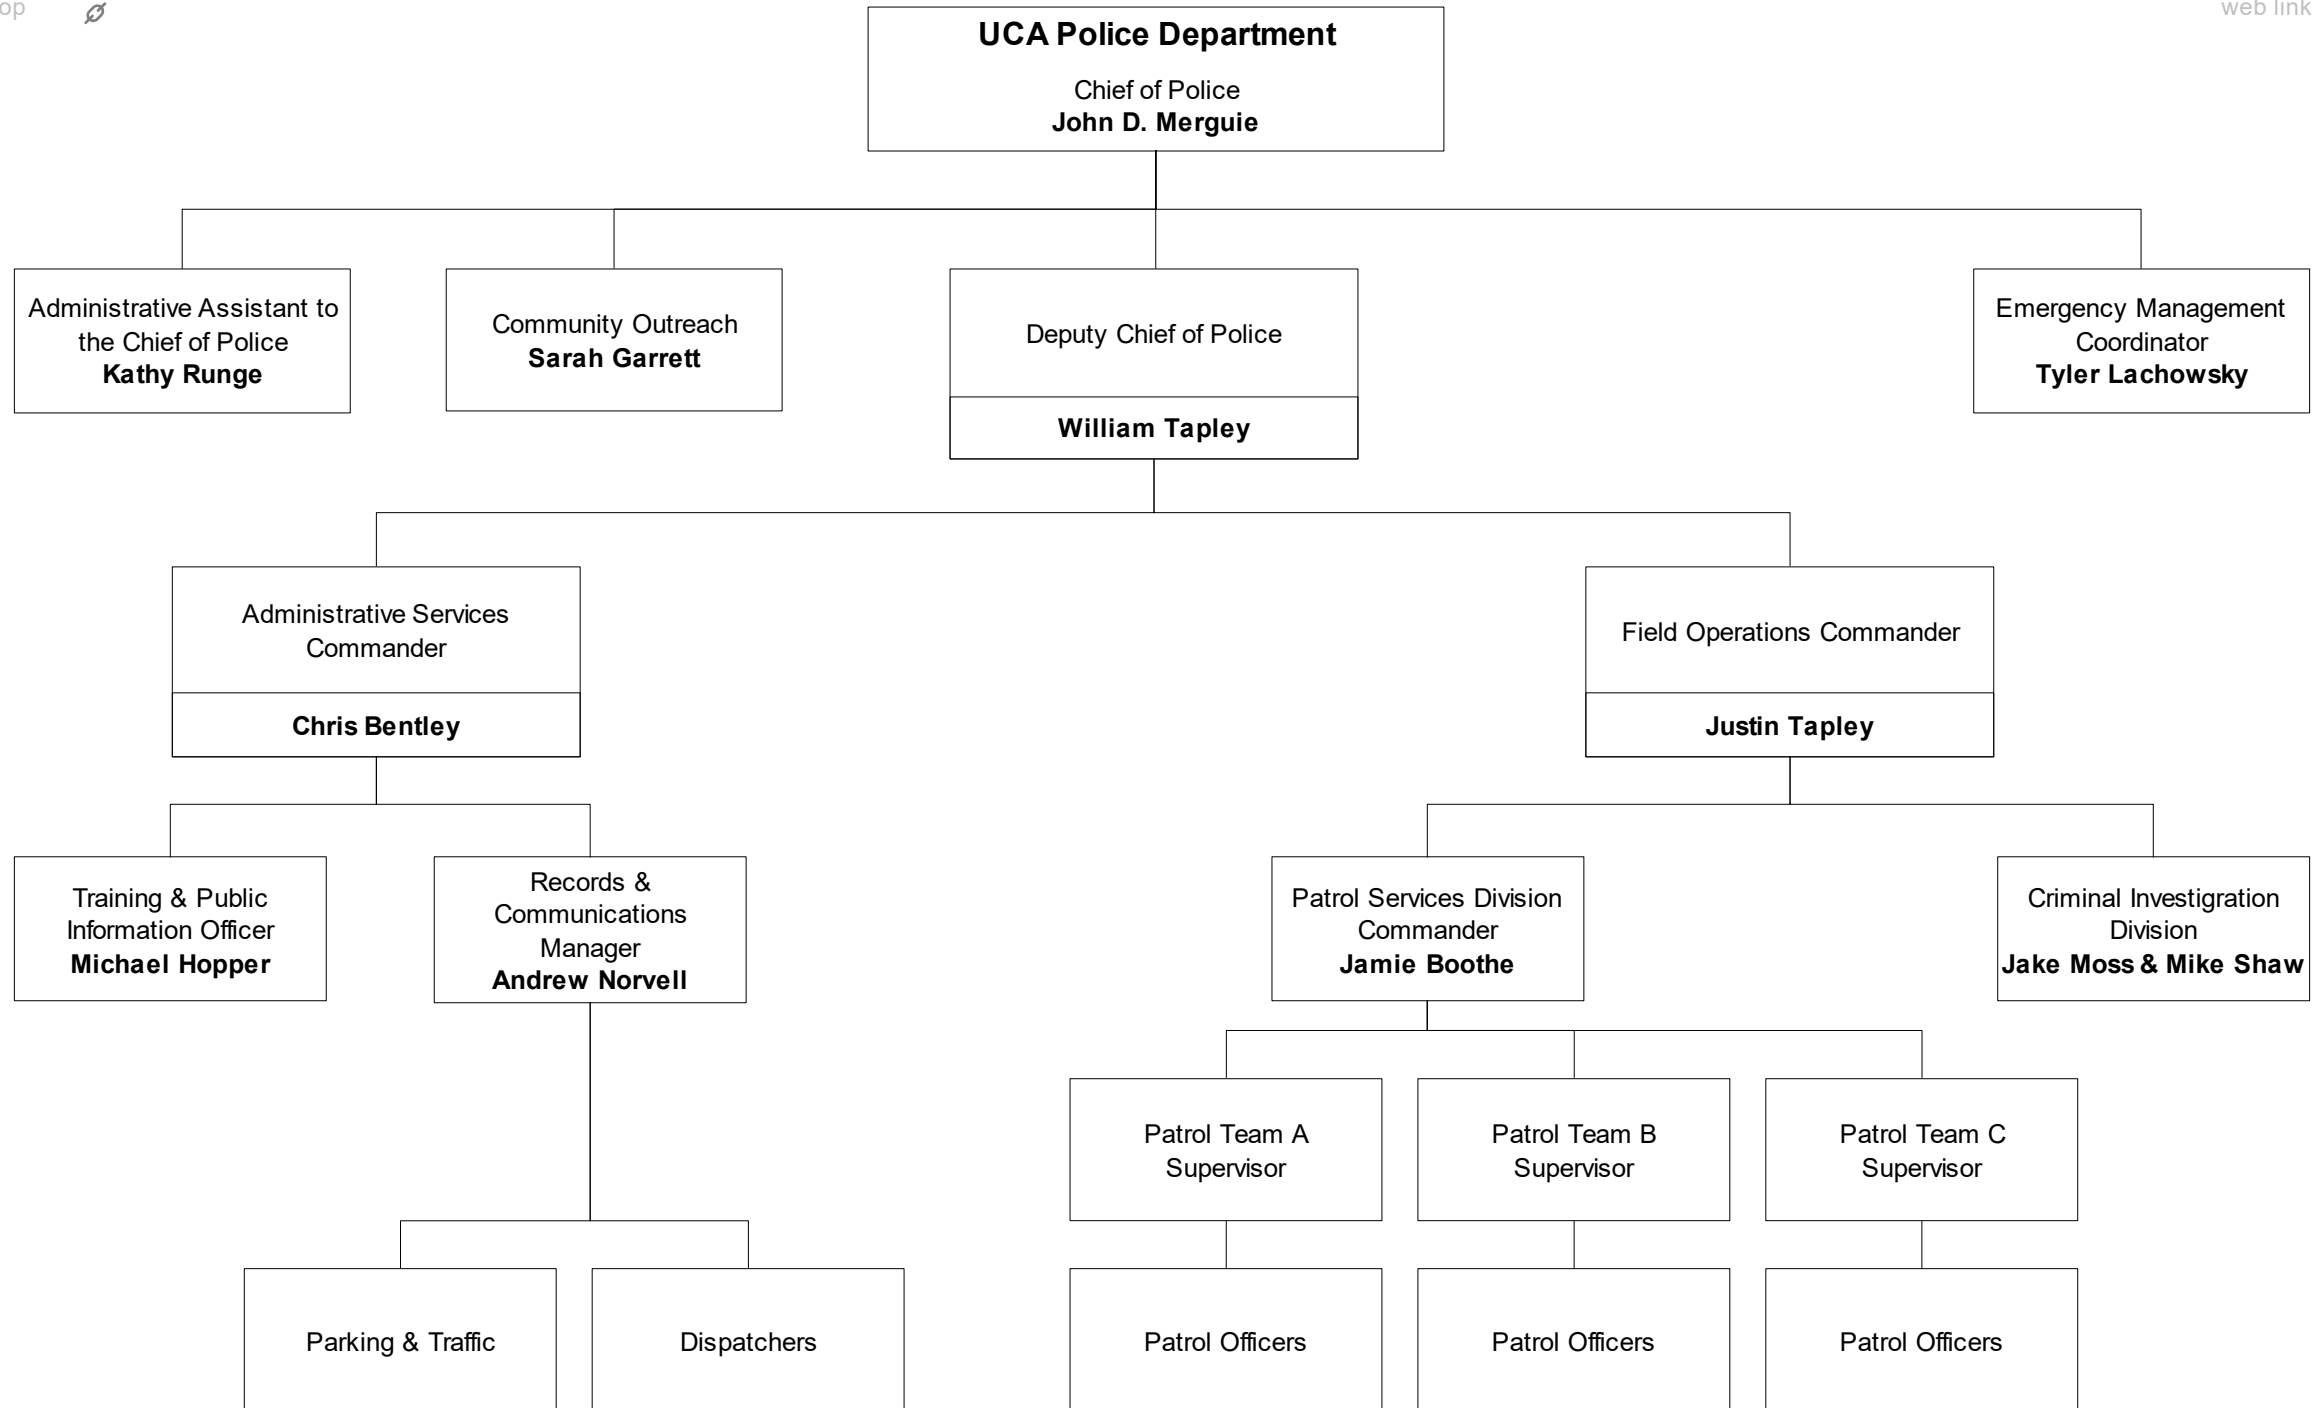 op
web link
UCA Police Department
Chief of Police
John D. Merguie
Administrative Assistant to
the Chief of Police
Kathy Runge
Community Outreach
Sarah Garrett
Deputy Chief of Police
William Tapley
Emergency Management
Coordinator
Tyler Lachowsky
Administrative Services
Commander
Chris Bentley
Field Operations Commander
Justin Tapley
Training & Public
Information Officer
Michael Hopper
Records &
Communications
Manager
Andrew Norvell
Patrol Services Division
Commander
Jamie Boothe
Criminal Investigration
Division
Jake Moss & Mike Shaw
Patrol Team A
Supervisor
Patrol Team B
Supervisor
Patrol Team C
Supervisor
Parking & Traffic
Dispatchers
Patrol Officers
Patrol Officers
Patrol Officers